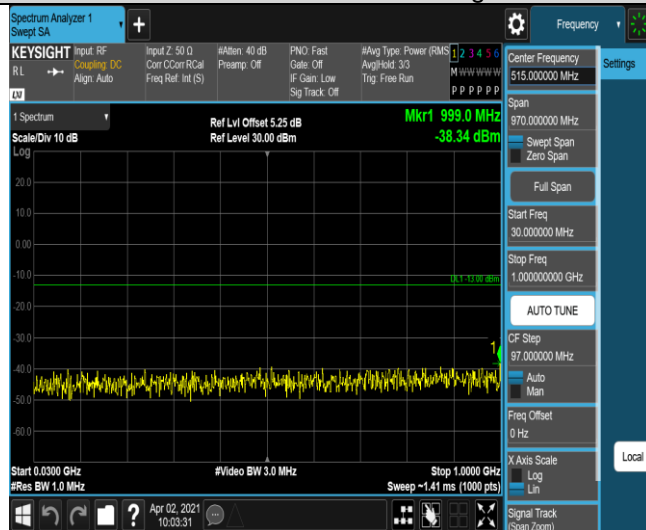 Spectrum Analyzer 1
Swept SA
Frequency
KEYSIGHT
Input: RF
Input Z: 50 Ω
#Atten: 40 dB
PNO: Fast
#Avg Type: Power (RMS
1 2 3 4 5 6
RL
Coupling: DC
Corr CCorr RCal
Preamp: Off
Gate: Off
Avg|Hold: 3/3
M W W W W W
Align: Auto
Freq Ref: Int (S)
IF Gain: Low
Trig: Free Run
Sig Track: Off
P P P P P P
LXI
1 Spectrum
Ref Lvl Offset 5.25 dB
Mkr1 999.0 MHz
Scale/Div 10 dB
Ref Level 30.00 dBm
-38.34 dBm
Log
20.0
10.0
0.00
-10.0
DL1 -13.00 dBm
-20.0
-30.0
1
-40.0
-50.0
-60.0
Start 0.0300 GHz
#Video BW 3.0 MHz
Stop 1.0000 GHz
#Res BW 1.0 MHz
Sweep ~1.41 ms (1000 pts)
?
Apr 02, 2021
10:03:31
Center Frequency
515.000000 MHz
Settings
Span
970.000000 MHz
Swept Span
Zero Span
Full Span
Start Freq
30.000000 MHz
Stop Freq
1.000000000 GHz
AUTO TUNE
CF Step
97.000000 MHz
Auto
Man
Freq Offset
0 Hz
X Axis Scale
Log
Lin
Local
Signal Track
(Span Zoom)